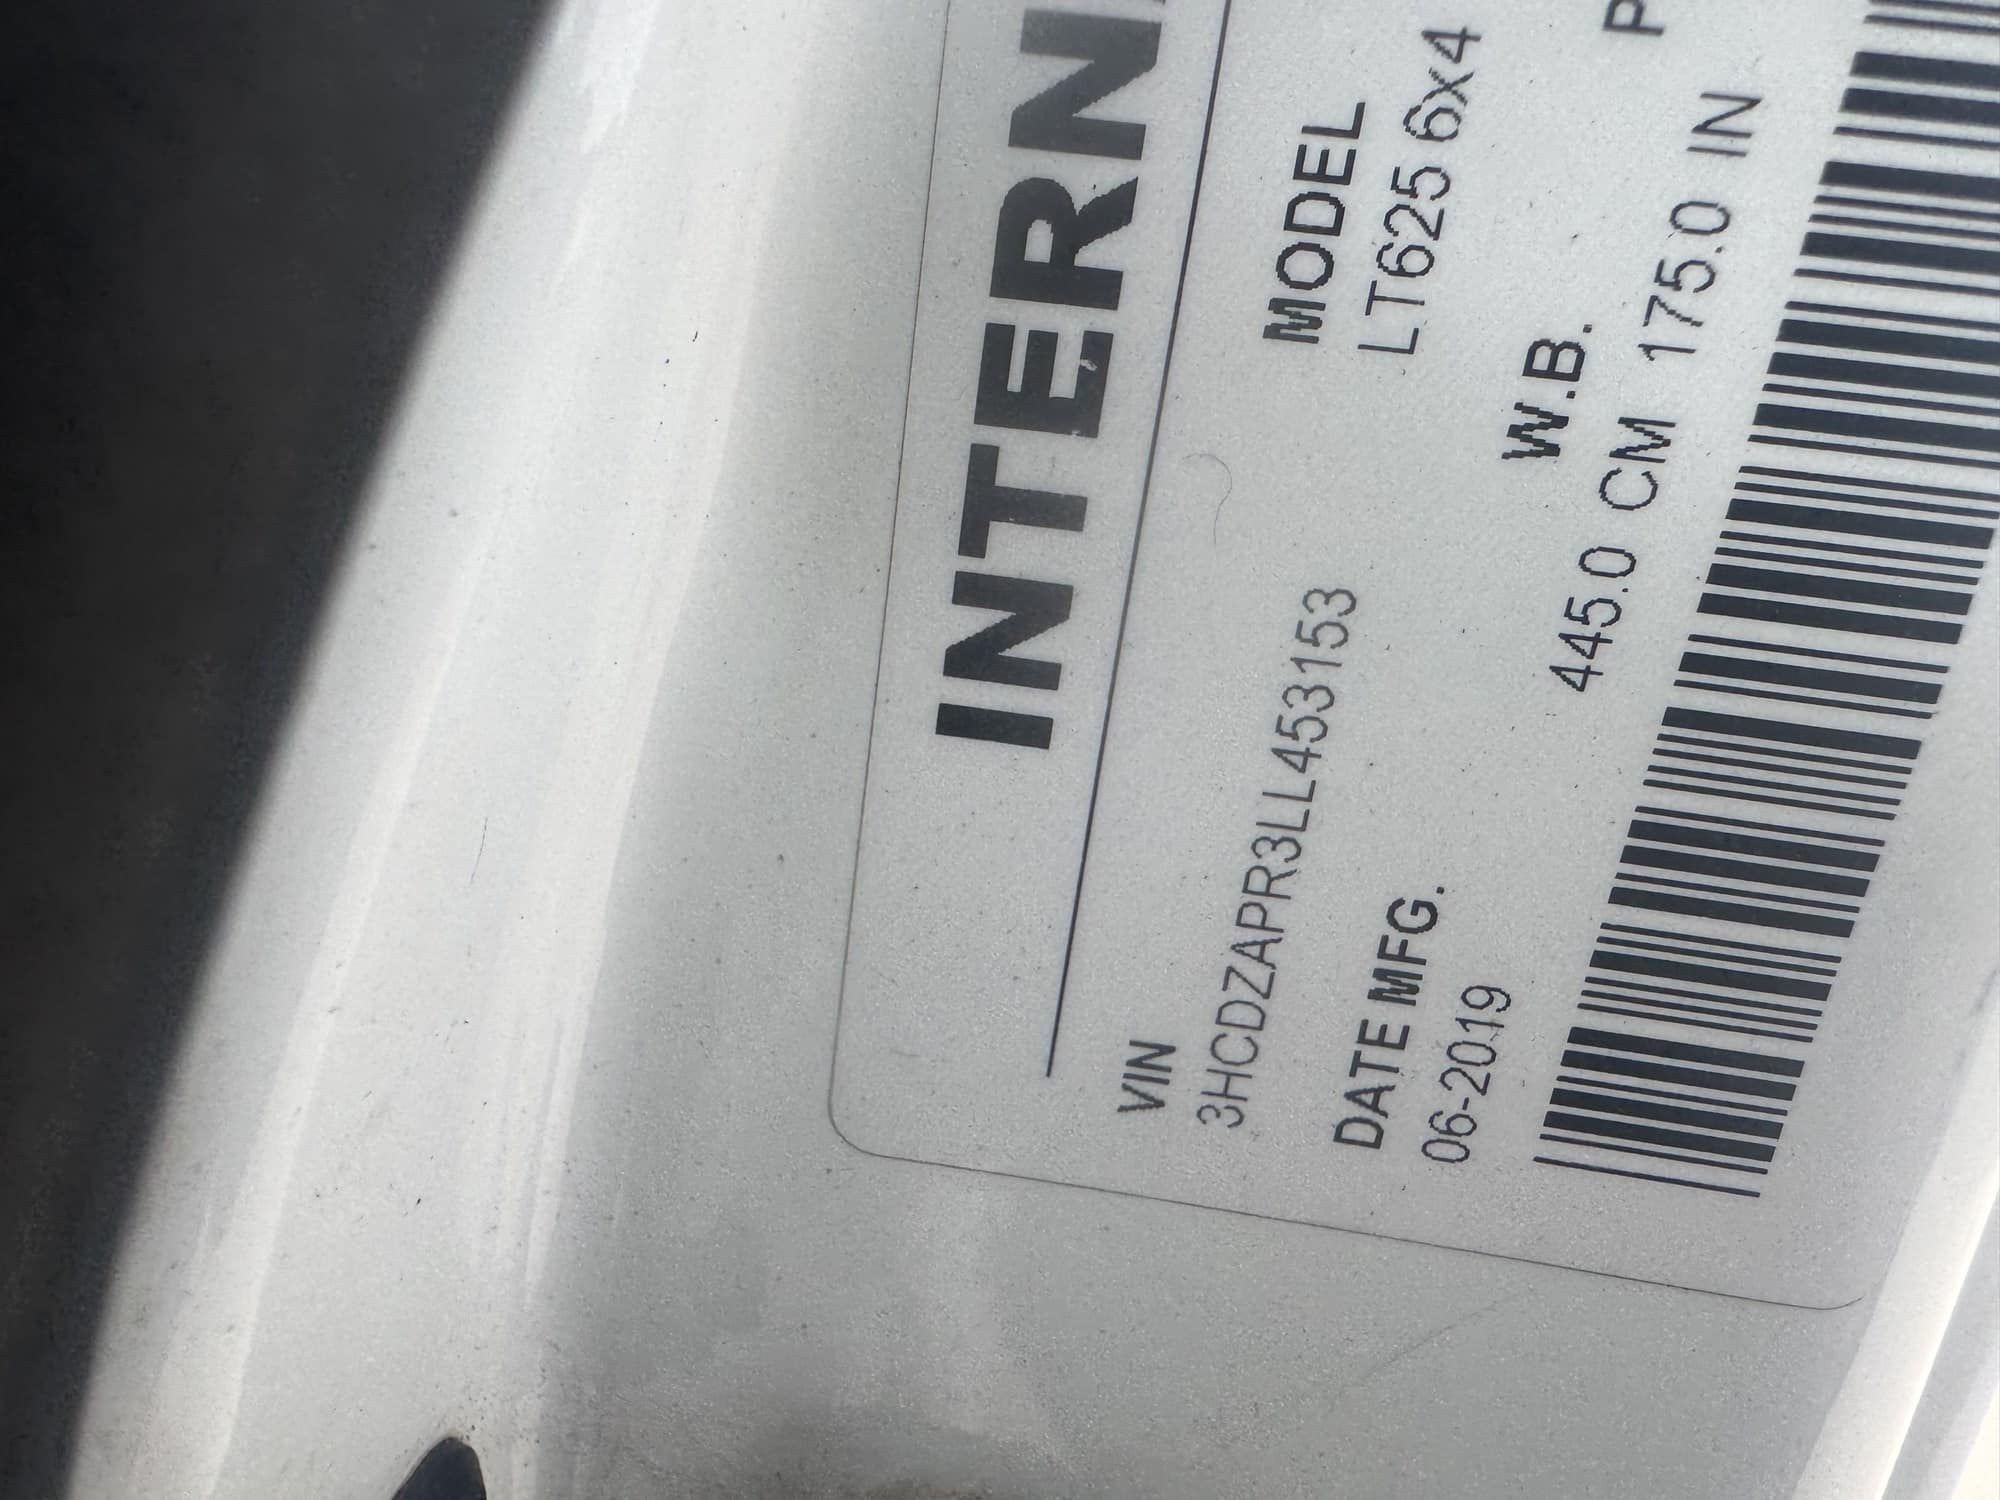 INTERN
VIN
3HCDZAPR3LL453153
MODEL
LT625 6x4
DATE MFG.
06-2019
W.B.
445.0 CM 175.0 IN
P